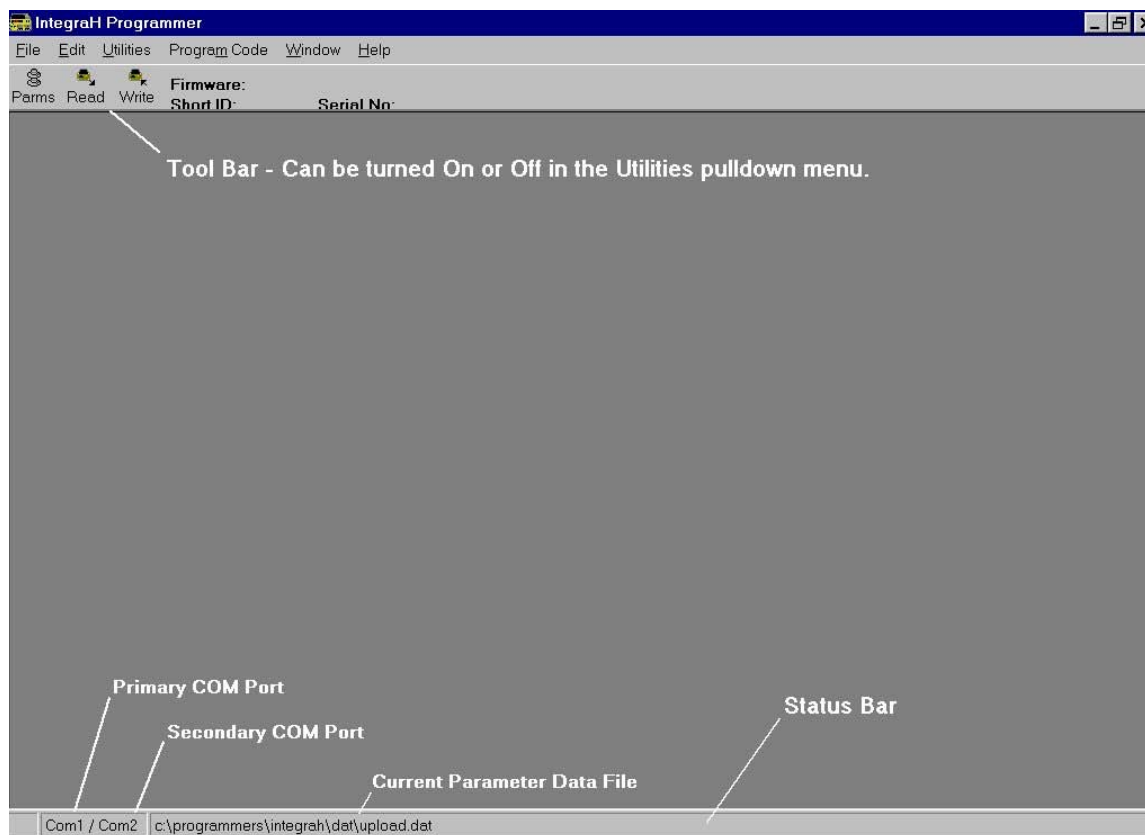 IntegraH Programmer
File Edit Utilities Program Code Window Help
Parms Read Write
Firmware:
Short ID: Serial No:
Tool Bar - Can be turned On or Off in the Utilities pulldown menu.
Primary COM Port
Status Bar
Secondary COM Port
Current Parameter Data File
Com1 / Com2 c:\programmers\integrah\dat\upload.dat